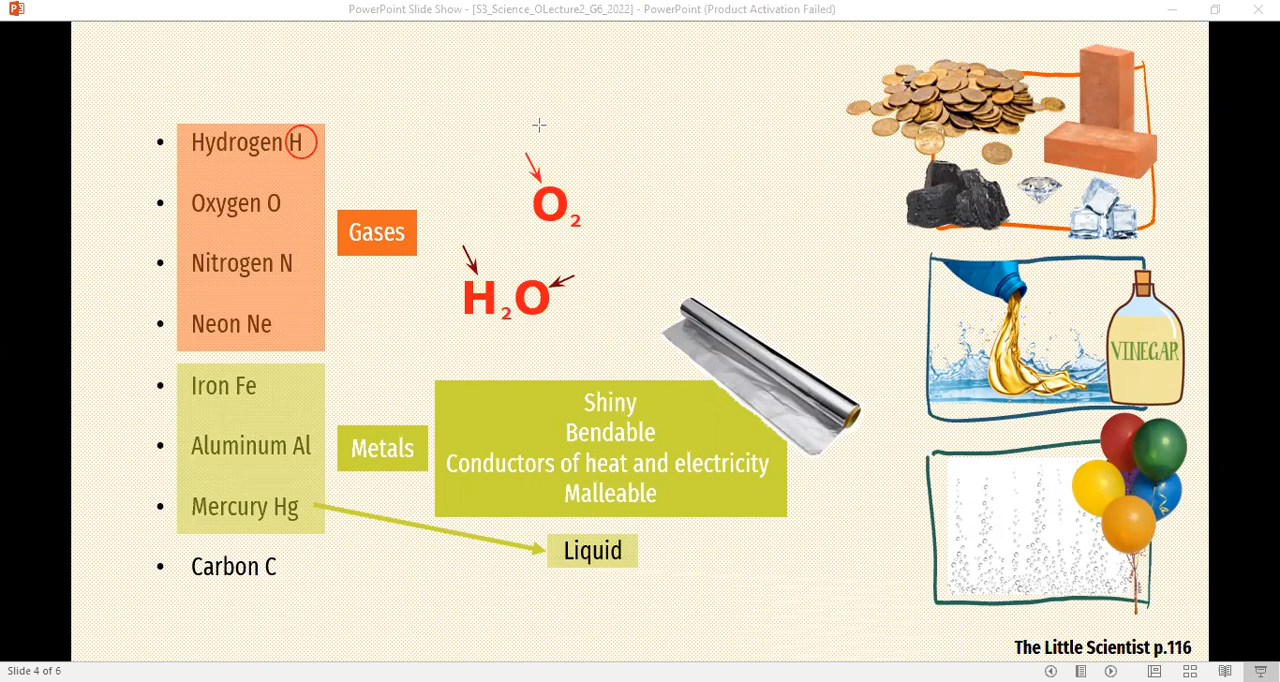 PowerPoint Slide Show - [S3_Science_OLecture2_G6_2022] - PowerPoint (Product Activation Failed)
• Hydrogen H
• Oxygen O
• Nitrogen N
• Neon Ne
Gases
O₂
H₂O
• Iron Fe
• Aluminum Al
• Mercury Hg
Metals
Shiny
Bendable
Conductors of heat and electricity
Malleable
Liquid
• Carbon C
VINEGAR
The Little Scientist p.116
Slide 4 of 6